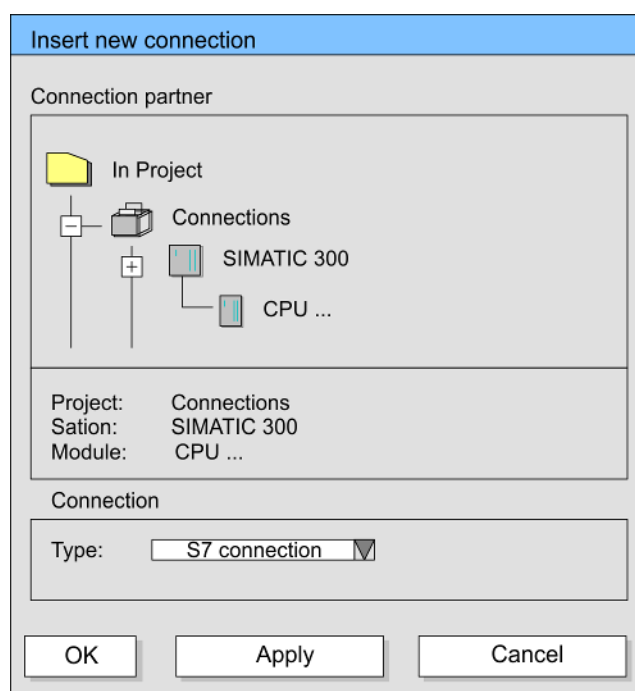 Insert new connection
Connection partner
In Project
Connections
SIMATIC 300
CPU ...
Project: Connections
Sation: SIMATIC 300
Module: CPU ...
Connection
Type: S7 connection
OK Apply Cancel